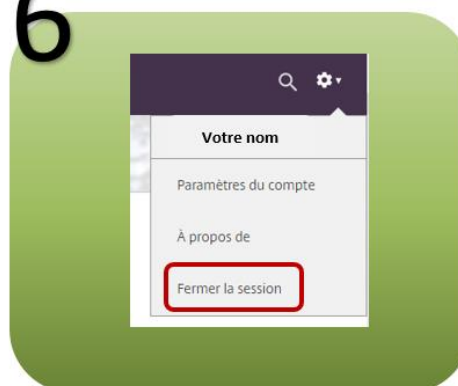 6
Votre nom
Paramètres du compte
À propos de
Fermer la session